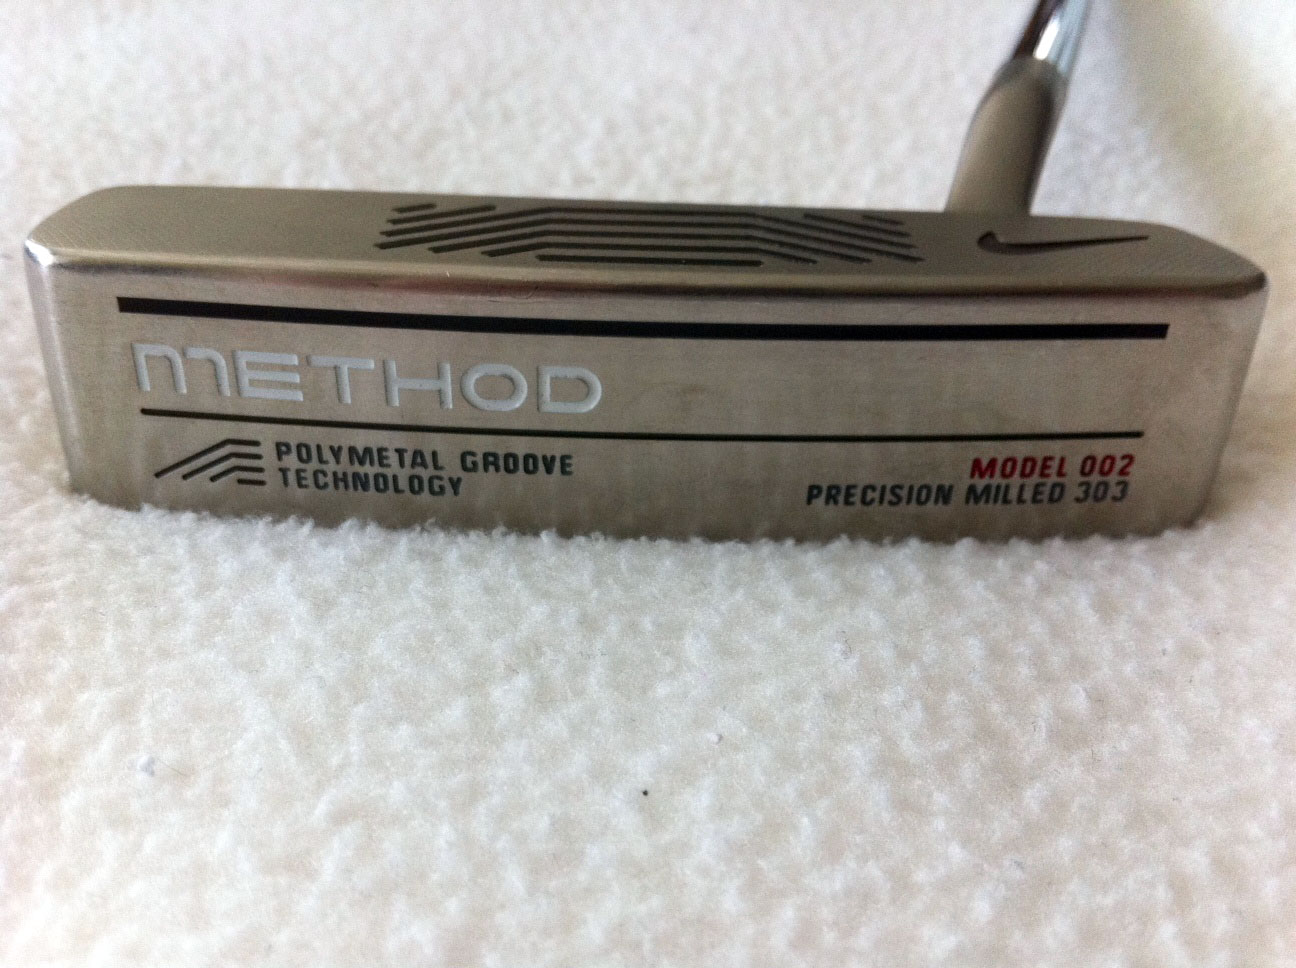 METHOD
POLYMETAL GROOVE
TECHNOLOGY
MODEL 002
PRECISION MILLED 303